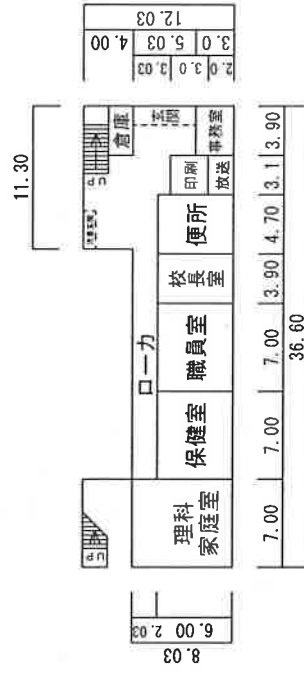 11.30
12.03
4.00
5.03
3.0
3.03
3.0
2.0
UP
倉庫
玄関
事務室
印刷
放送
便所
校長室
職員室
保健室
ローカ
理科
家庭室
UP
8.03
2.03
6.00
7.00
7.00
7.00
3.90
4.70
3.1
3.90
36.60